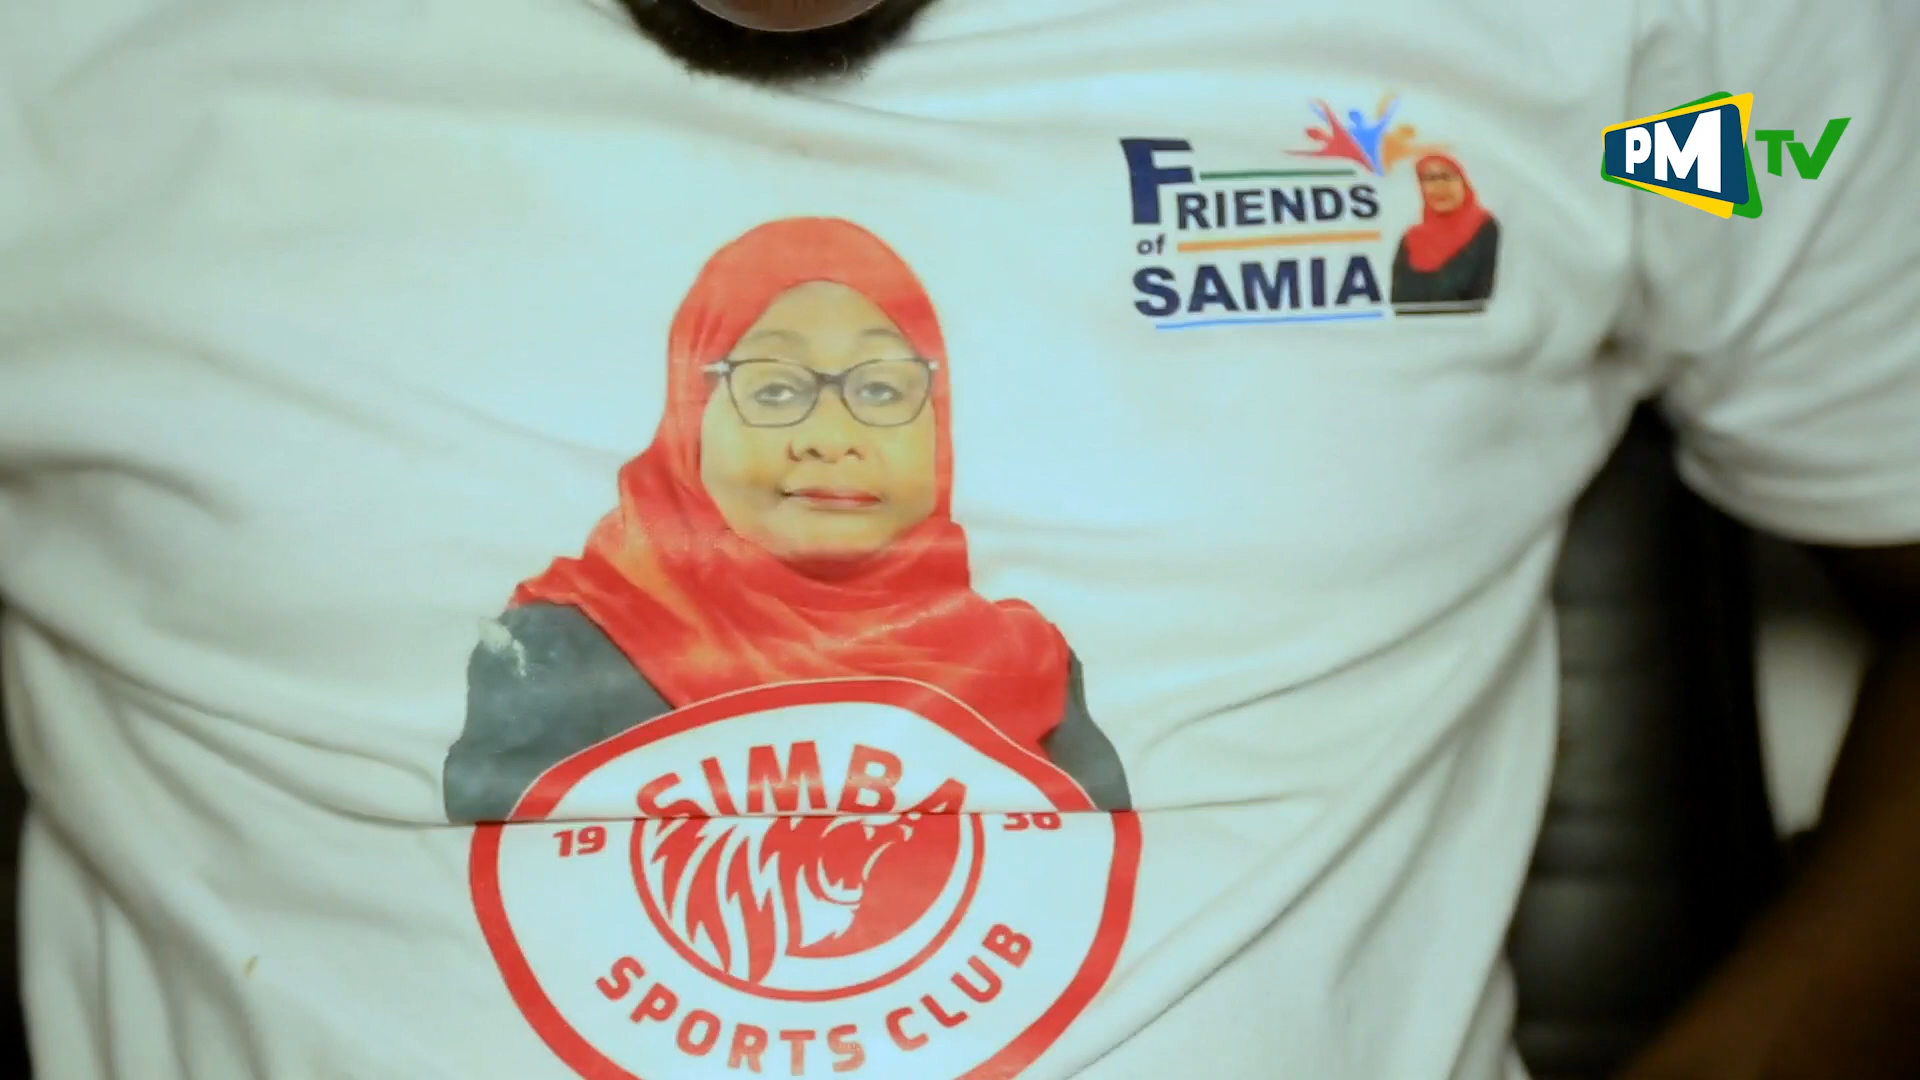 FRIENDS
of
SAMIA
PM TV
SIMBA
19 36
SPORTS CLUB